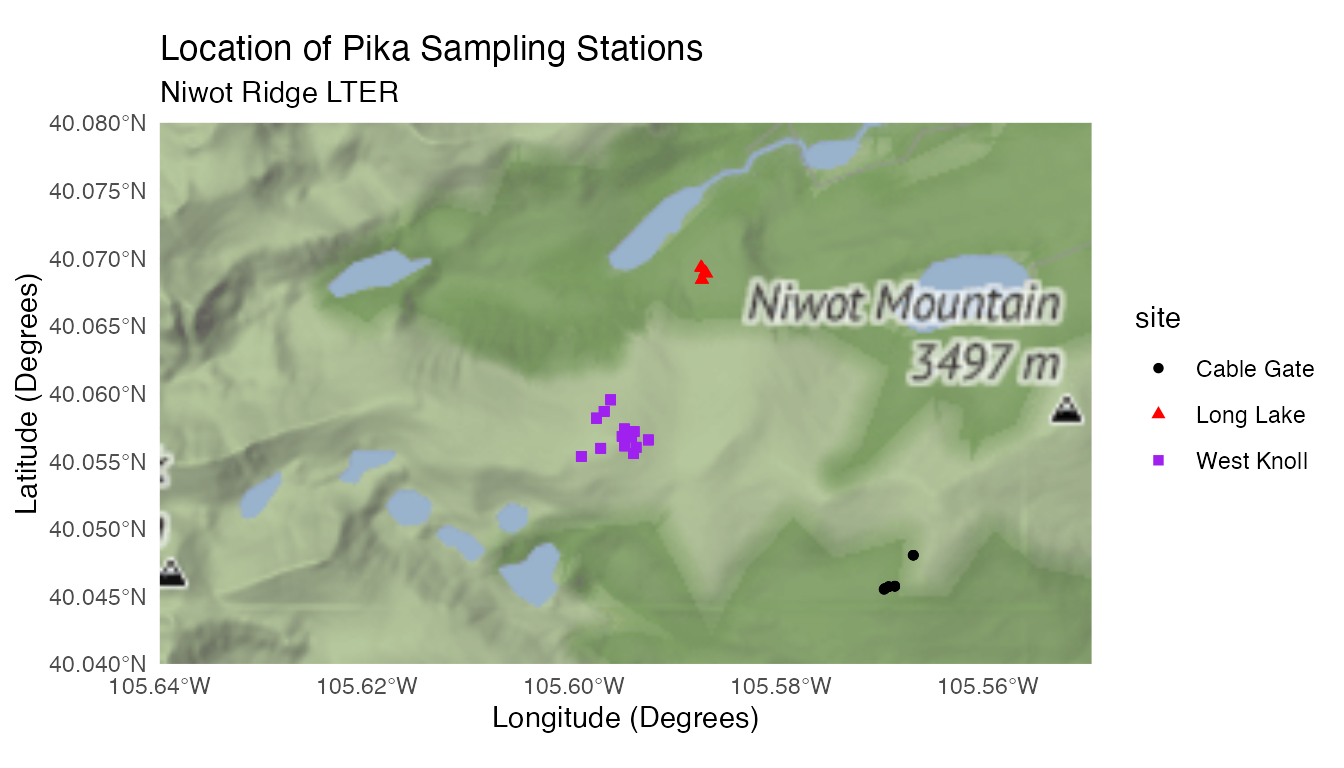 Location of Pika Sampling Stations
Niwot Ridge LTER
40.080°N
40.075°N
40.070°N
40.065°N
40.060°N
40.055°N
40.050°N
40.045°N
40.040°N
Latitude (Degrees)
Niwot Mountain
3497 m
105.64°W 105.62°W 105.60°W 105.58°W 105.56°W
Longitude (Degrees)
site
Cable Gate
Long Lake
West Knoll